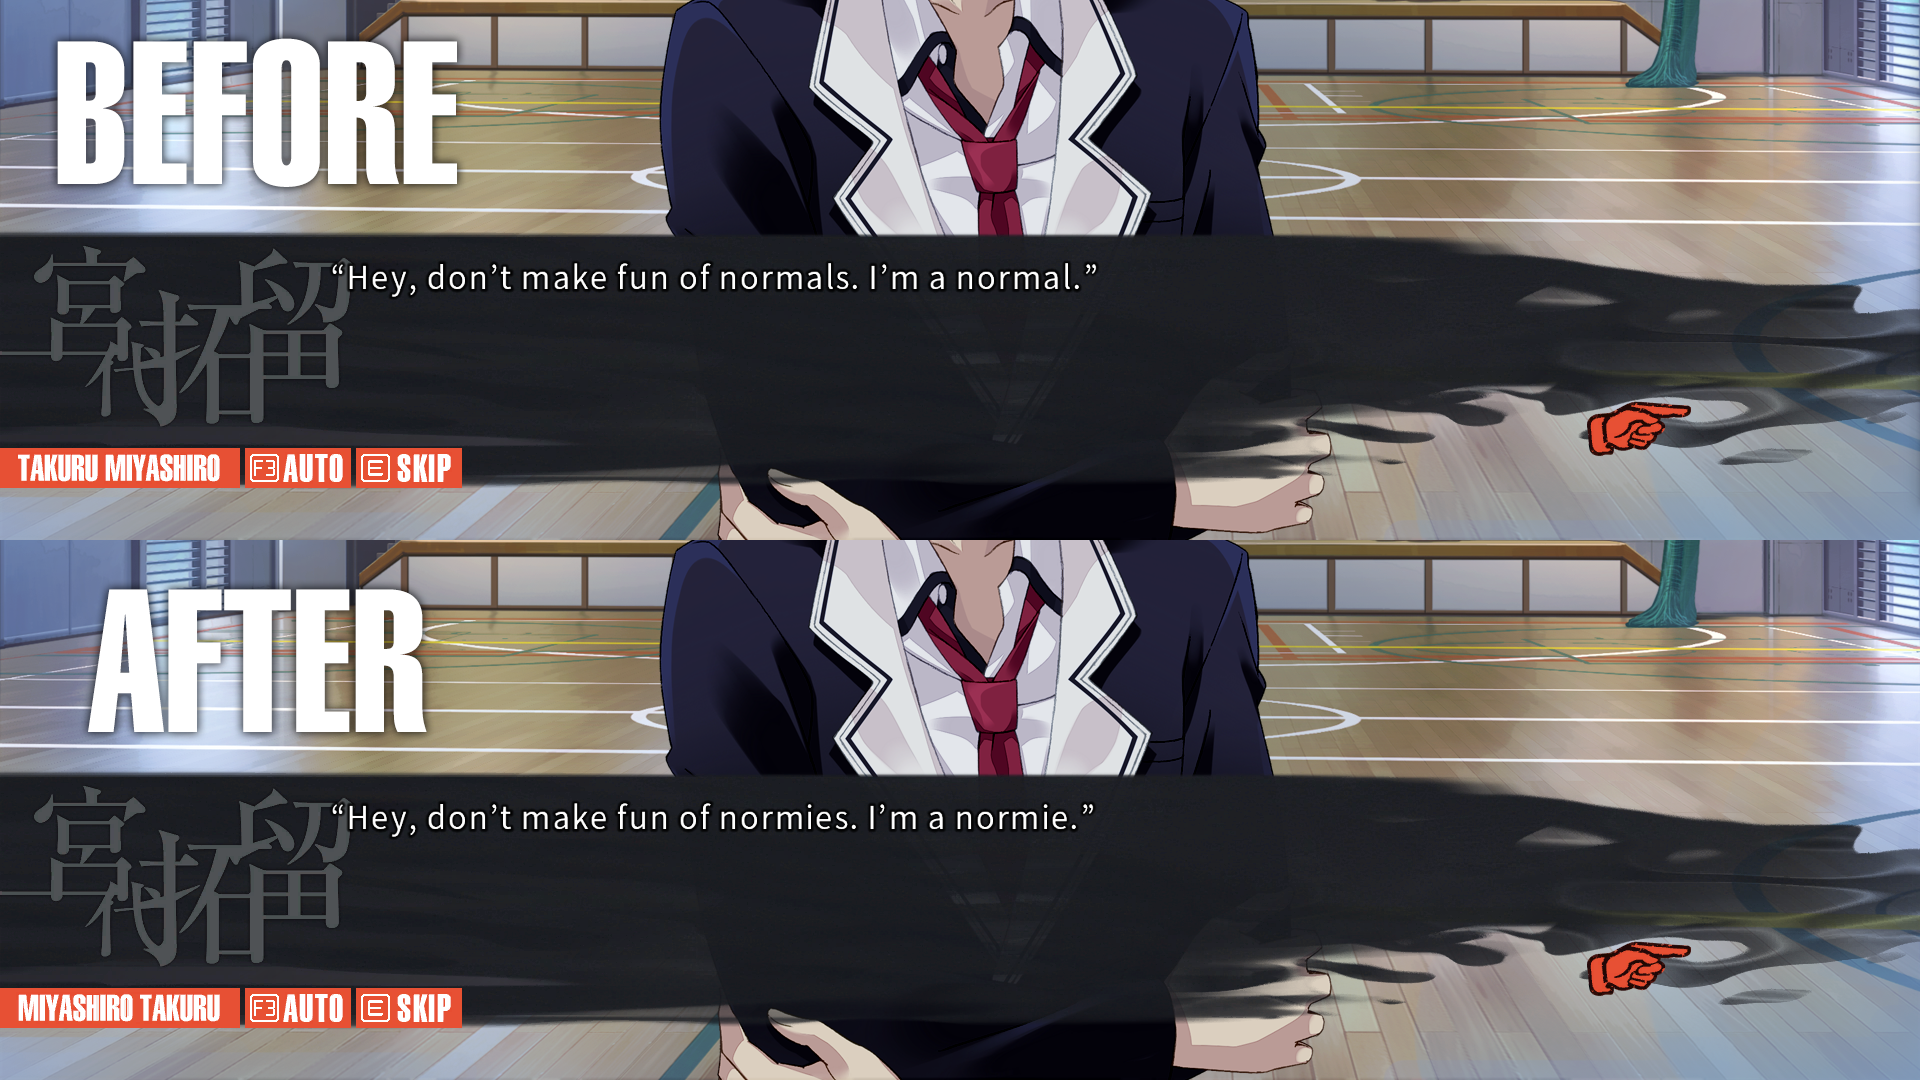 BEFORE
宮代拓留
“Hey, don’t make fun of normals. I’m a normal.”
TAKURU MIYASHIRO F3 AUTO E SKIP
AFTER
宮代拓留
“Hey, don’t make fun of normies. I’m a normie.”
MIYASHIRO TAKURU F3 AUTO E SKIP